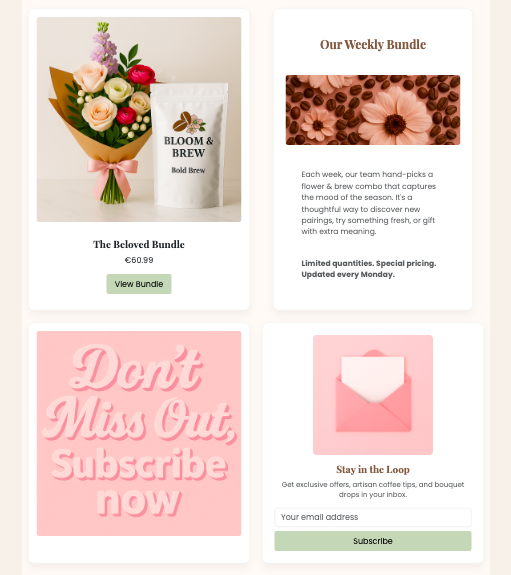 BLOOM &
BREW
Bold Brew
The Beloved Bundle
€60.99
View Bundle
Our Weekly Bundle
Each week, our team hand-picks a
flower & brew combo that captures
the mood of the season. It's a
thoughtful way to discover new
pairings, try something fresh, or gift
with extra meaning.
Limited quantities. Special pricing.
Updated every Monday.
Don't
Miss Out,
Subscribe
now
Stay in the Loop
Get exclusive offers, artisan coffee tips, and bouquet
drops in your inbox.
Your email address
Subscribe